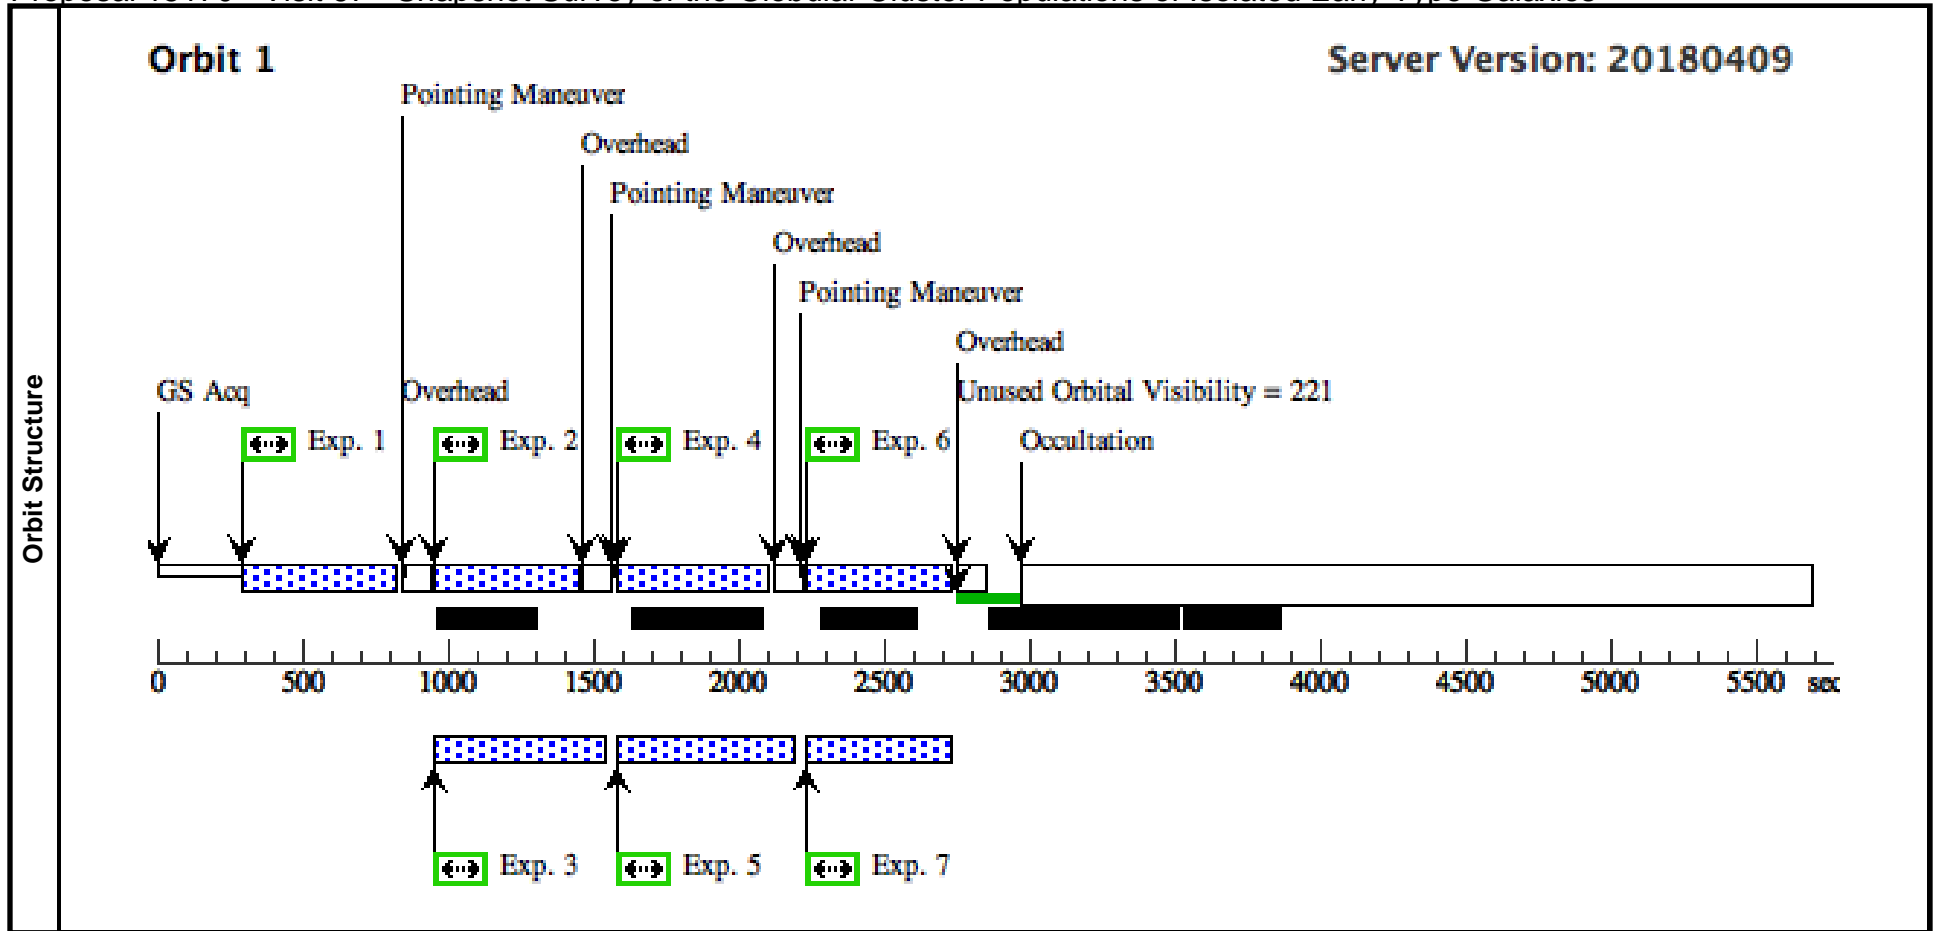 Orbit 1
Server Version: 20180409
Pointing Maneuver
Overhead
Pointing Maneuver
Overhead
Pointing Maneuver
Overhead
GS Acq
Overhead
Unused Orbital Visibility = 221
Exp. 1
Exp. 2
Exp. 4
Exp. 6
Occultation
Orbit Structure
0 500 1000 1500 2000 2500 3000 3500 4000 4500 5000 5500 sec
Exp. 3
Exp. 5
Exp. 7